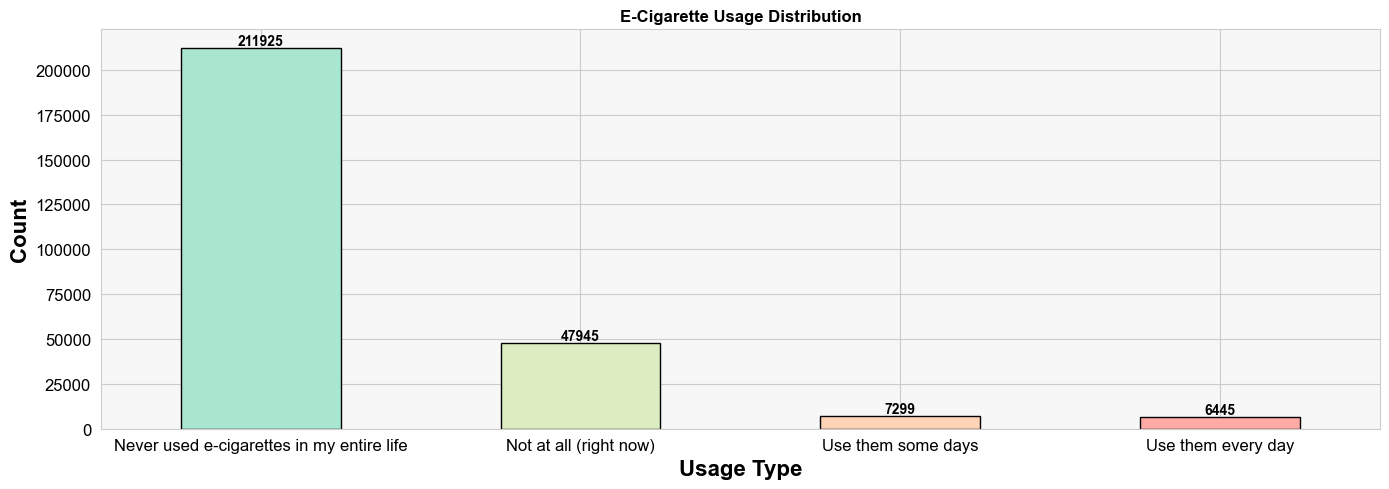 E-Cigarette Usage Distribution
211925
47945
7299
6445
200000
175000
150000
125000
100000
75000
50000
25000
0
Count
Never used e-cigarettes in my entire life
Not at all (right now)
Use them some days
Use them every day
Usage Type